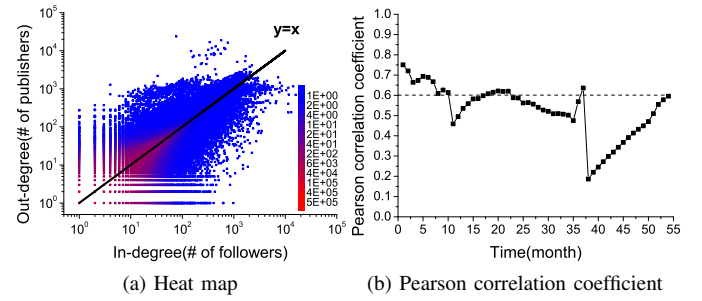 y=x
Out-degree(# of publishers)
10^5
10^4
10^3
10^2
10^1
10^0
1E+00
2E+00
4E+00
2E+01
4E+01
2E+02
6E+03
4E+04
1E+05
5E+05
10^0 10^1 10^2 10^3 10^4 10^5
In-degree(# of followers)
(a) Heat map
Pearson correlation coefficient
1.0
0.9
0.8
0.7
0.6
0.5
0.4
0.3
0.2
0.1
0.0
0 5 10 15 20 25 30 35 40 45 50 55
Time(month)
(b) Pearson correlation coefficient